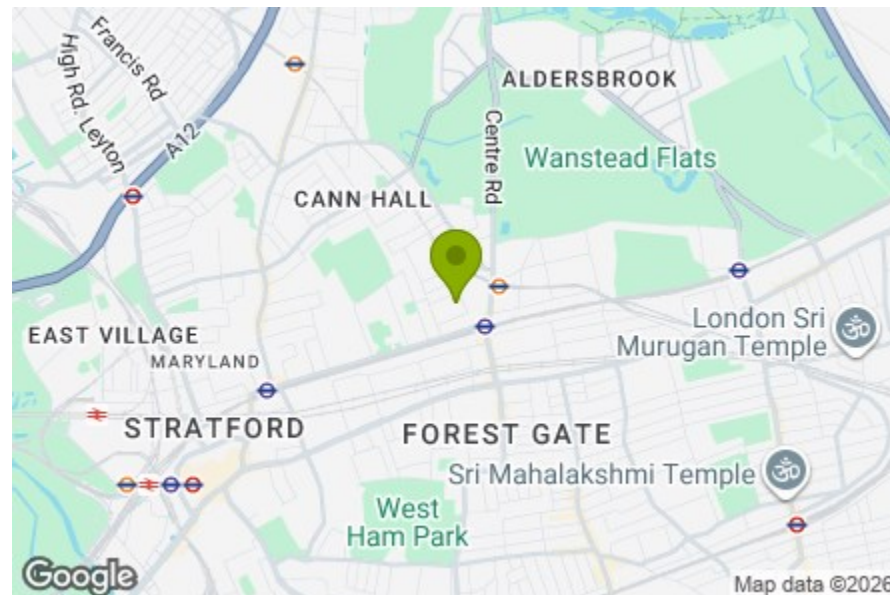 Francis Rd
High Rd. Leyton
A12
ALDERSBROOK
Centre Rd
Wanstead Flats
CANN HALL
EAST VILLAGE
MARYLAND
London Sri
Murugan Temple
STRATFORD
FOREST GATE
Sri Mahalakshmi Temple
West
Ham Park
Google
Map data ©2026